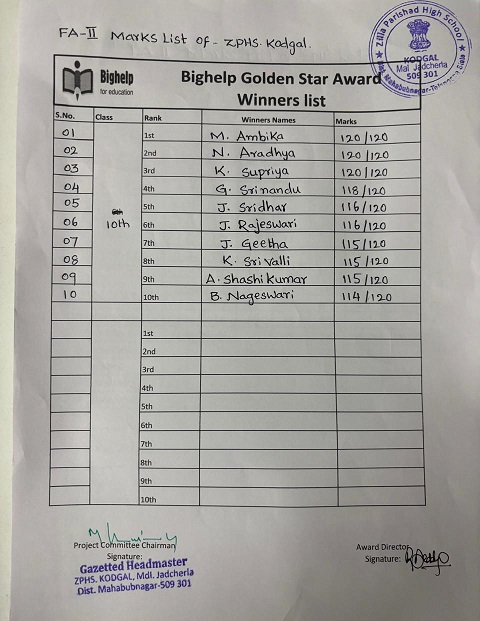 FA-II Marks List of - ZPHS. Kodgal.
Zilla Parishad High School
KODGAL
Mdl. Jadcherla
509 301
Bighelp
for education
Bighelp Golden Star Award
Winners list
S.No. Class Rank Winners Names Marks
01 1st M. Ambika 120/120
02 2nd N. Aradhya 120/120
03 3rd K. Supriya 120/120
04 4th G. Srinandu 118/120
05 5th J. Sridhar 116/120
06 10th 6th J. Rajeswari 116/120
07 7th J. Geetha 115/120
08 8th K. Srivalli 115/120
09 9th A. Shashi Kumar 115/120
10 10th B. Nageswari 114/120
1st
2nd
3rd
4th
5th
6th
7th
8th
9th
10th
Project Committee Chairman
Signature:
Gazetted Headmaster
ZPHS. KODGAL, Mdl. Jadcherla
Dist. Mahabubnagar-509 301
Award Director
Signature: